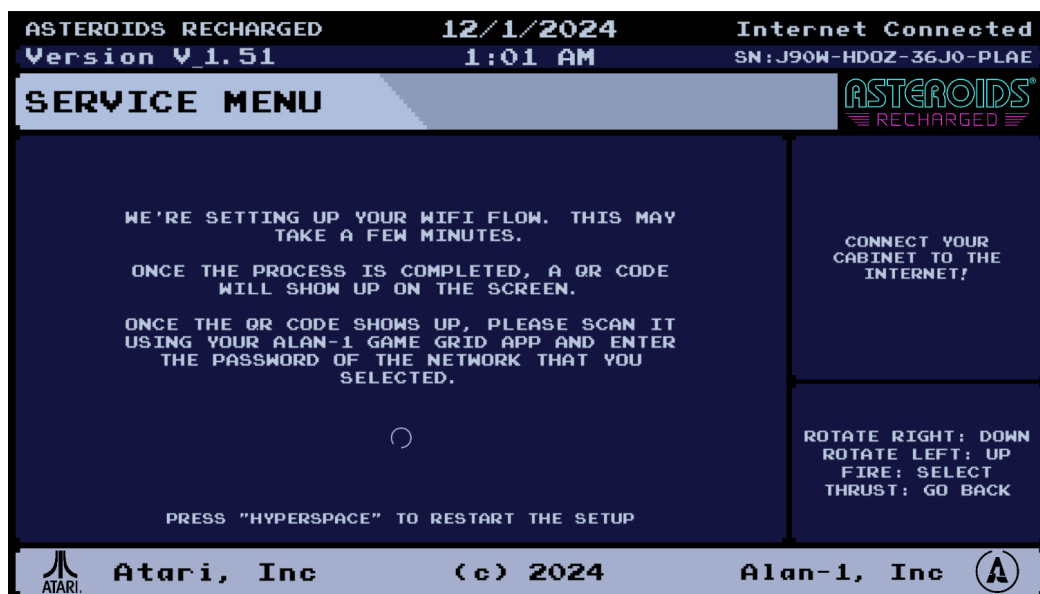 ASTEROIDS RECHARGED 12/1/2024 Internet Connected
Version V_1.51 1:01 AM SN:J90W-HDOZ-36J0-PLAE
SERVICE MENU
ASTEROIDS®
RECHARGED
WE'RE SETTING UP YOUR WIFI FLOW. THIS MAY
TAKE A FEW MINUTES.
ONCE THE PROCESS IS COMPLETED, A QR CODE
WILL SHOW UP ON THE SCREEN.
ONCE THE QR CODE SHOWS UP, PLEASE SCAN IT
USING YOUR ALAN-1 GAME GRID APP AND ENTER
THE PASSWORD OF THE NETWORK THAT YOU
SELECTED.
PRESS "HYPERSPACE" TO RESTART THE SETUP
CONNECT YOUR
CABINET TO THE
INTERNET!
ROTATE RIGHT: DOWN
ROTATE LEFT: UP
FIRE: SELECT
THRUST: GO BACK
ATARI.
Atari, Inc (c) 2024 Alan-1, Inc